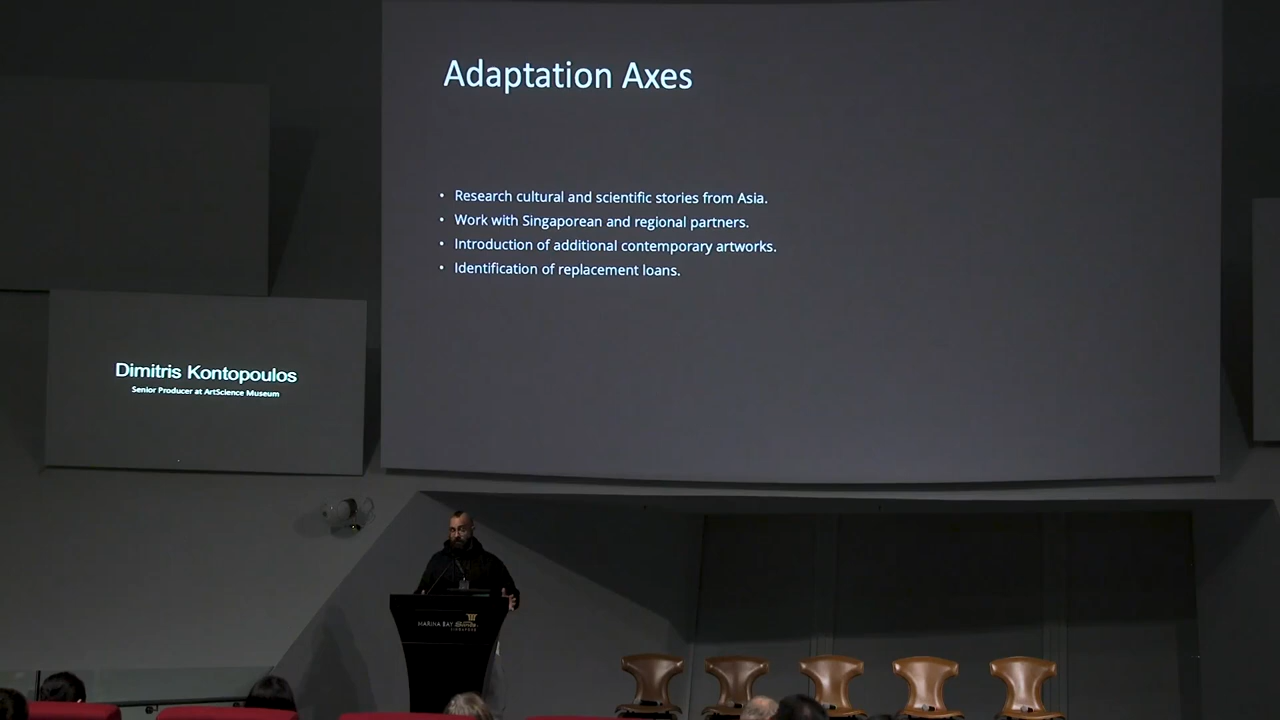 Adaptation Axes
• Research cultural and scientific stories from Asia.
• Work with Singaporean and regional partners.
• Introduction of additional contemporary artworks.
• Identification of replacement loans.
Dimitris Kontopoulos
Senior Producer at ArtScience Museum
MARINA BAY Sands
SINGAPORE